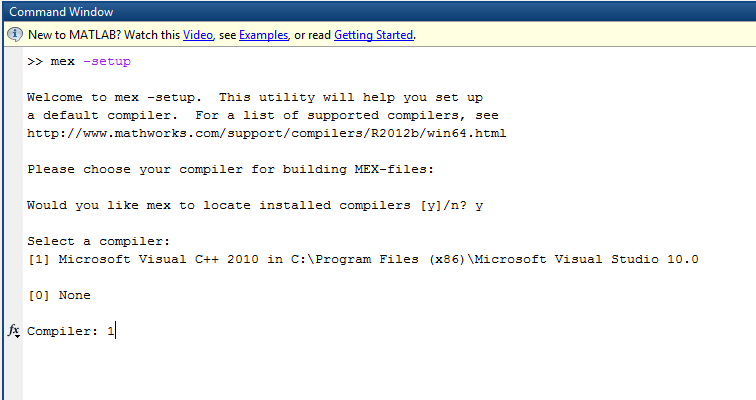 Command Window
New to MATLAB? Watch this Video, see Examples, or read Getting Started.
>> mex -setup
Welcome to mex -setup.  This utility will help you set up
a default compiler.  For a list of supported compilers, see
http://www.mathworks.com/support/compilers/R2012b/win64.html
Please choose your compiler for building MEX-files:
Would you like mex to locate installed compilers [y]/n? y
Select a compiler:
[1] Microsoft Visual C++ 2010 in C:\Program Files (x86)\Microsoft Visual Studio 10.0
[0] None
fx Compiler: 1